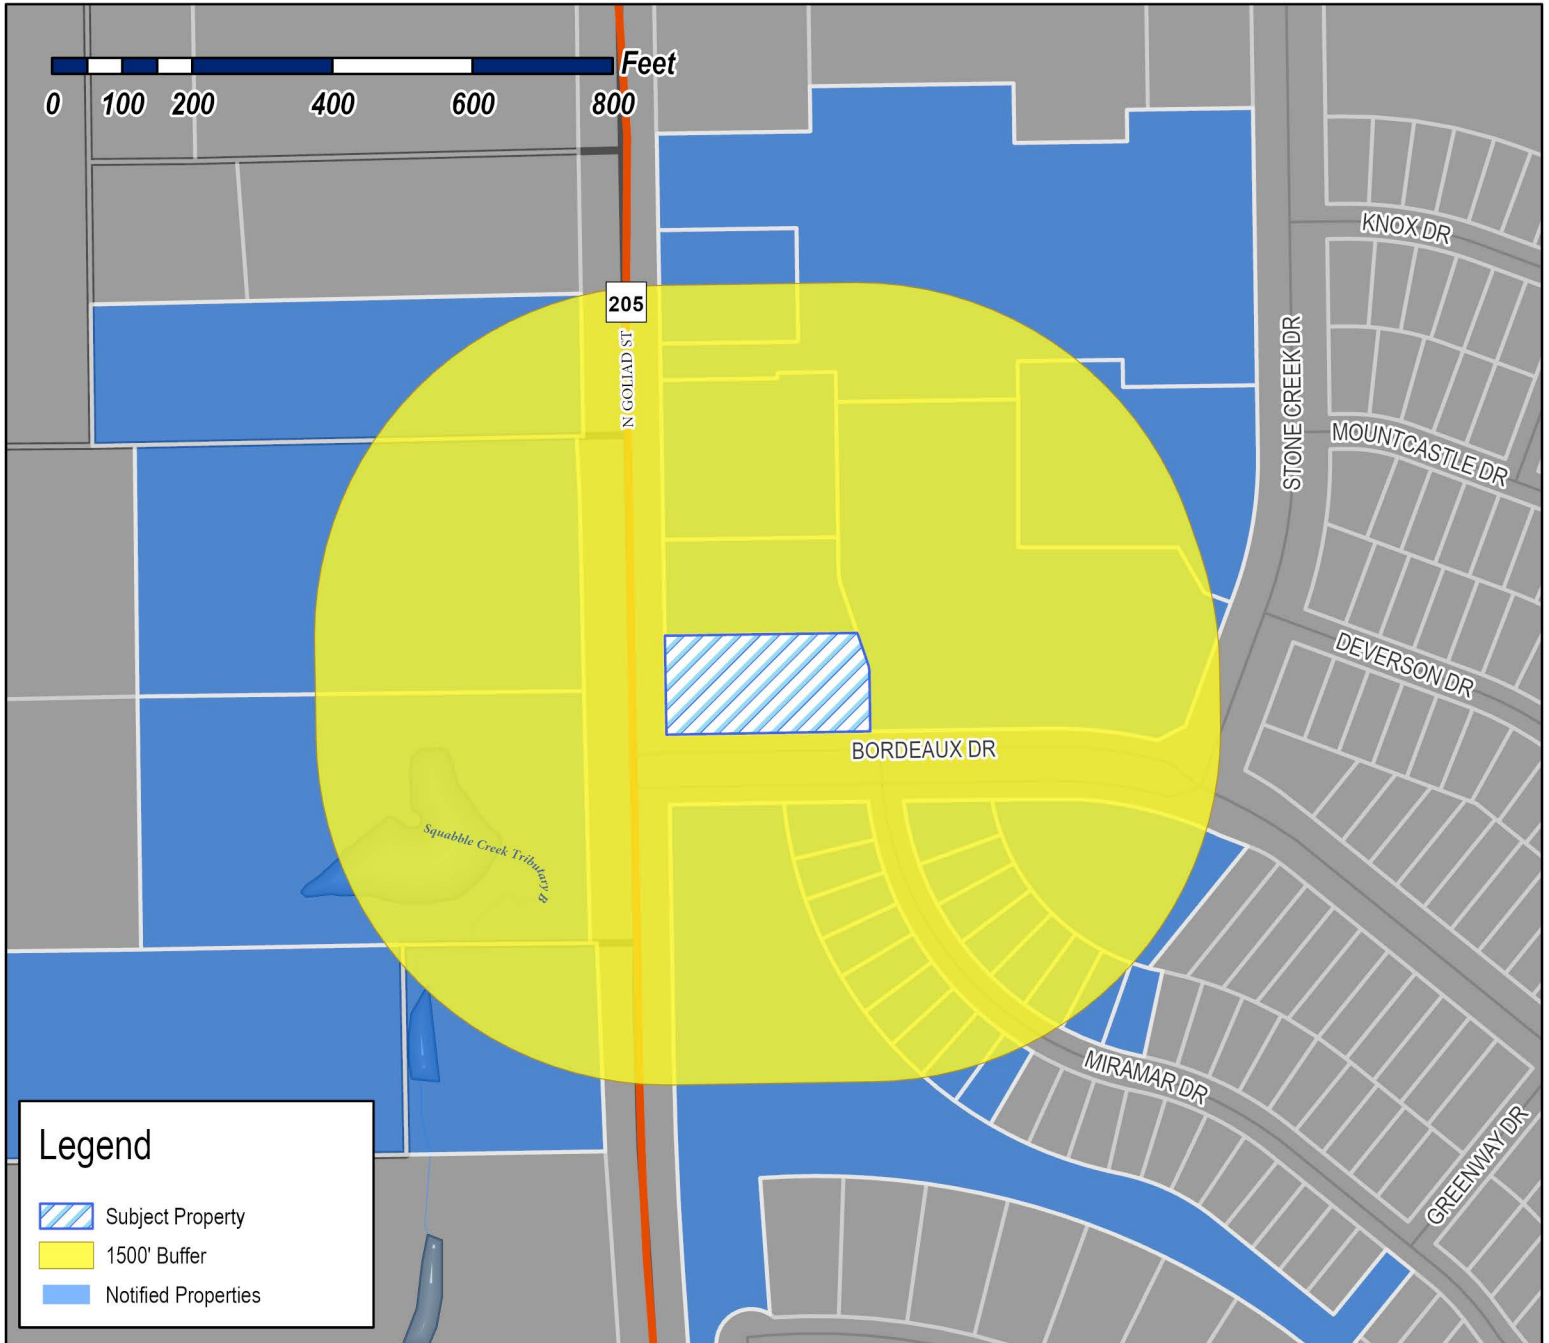 Feet
0 100 200 400 600 800
KNOX DR
205
N GOLIAD ST
STONE CREEK DR
MOUNTCASTLE DR
DEVERSON DR
BORDEAUX DR
Squabble Creek Tributary B
MIRAMAR DR
GREENWAY DR
Legend
Subject Property
1500' Buffer
Notified Properties